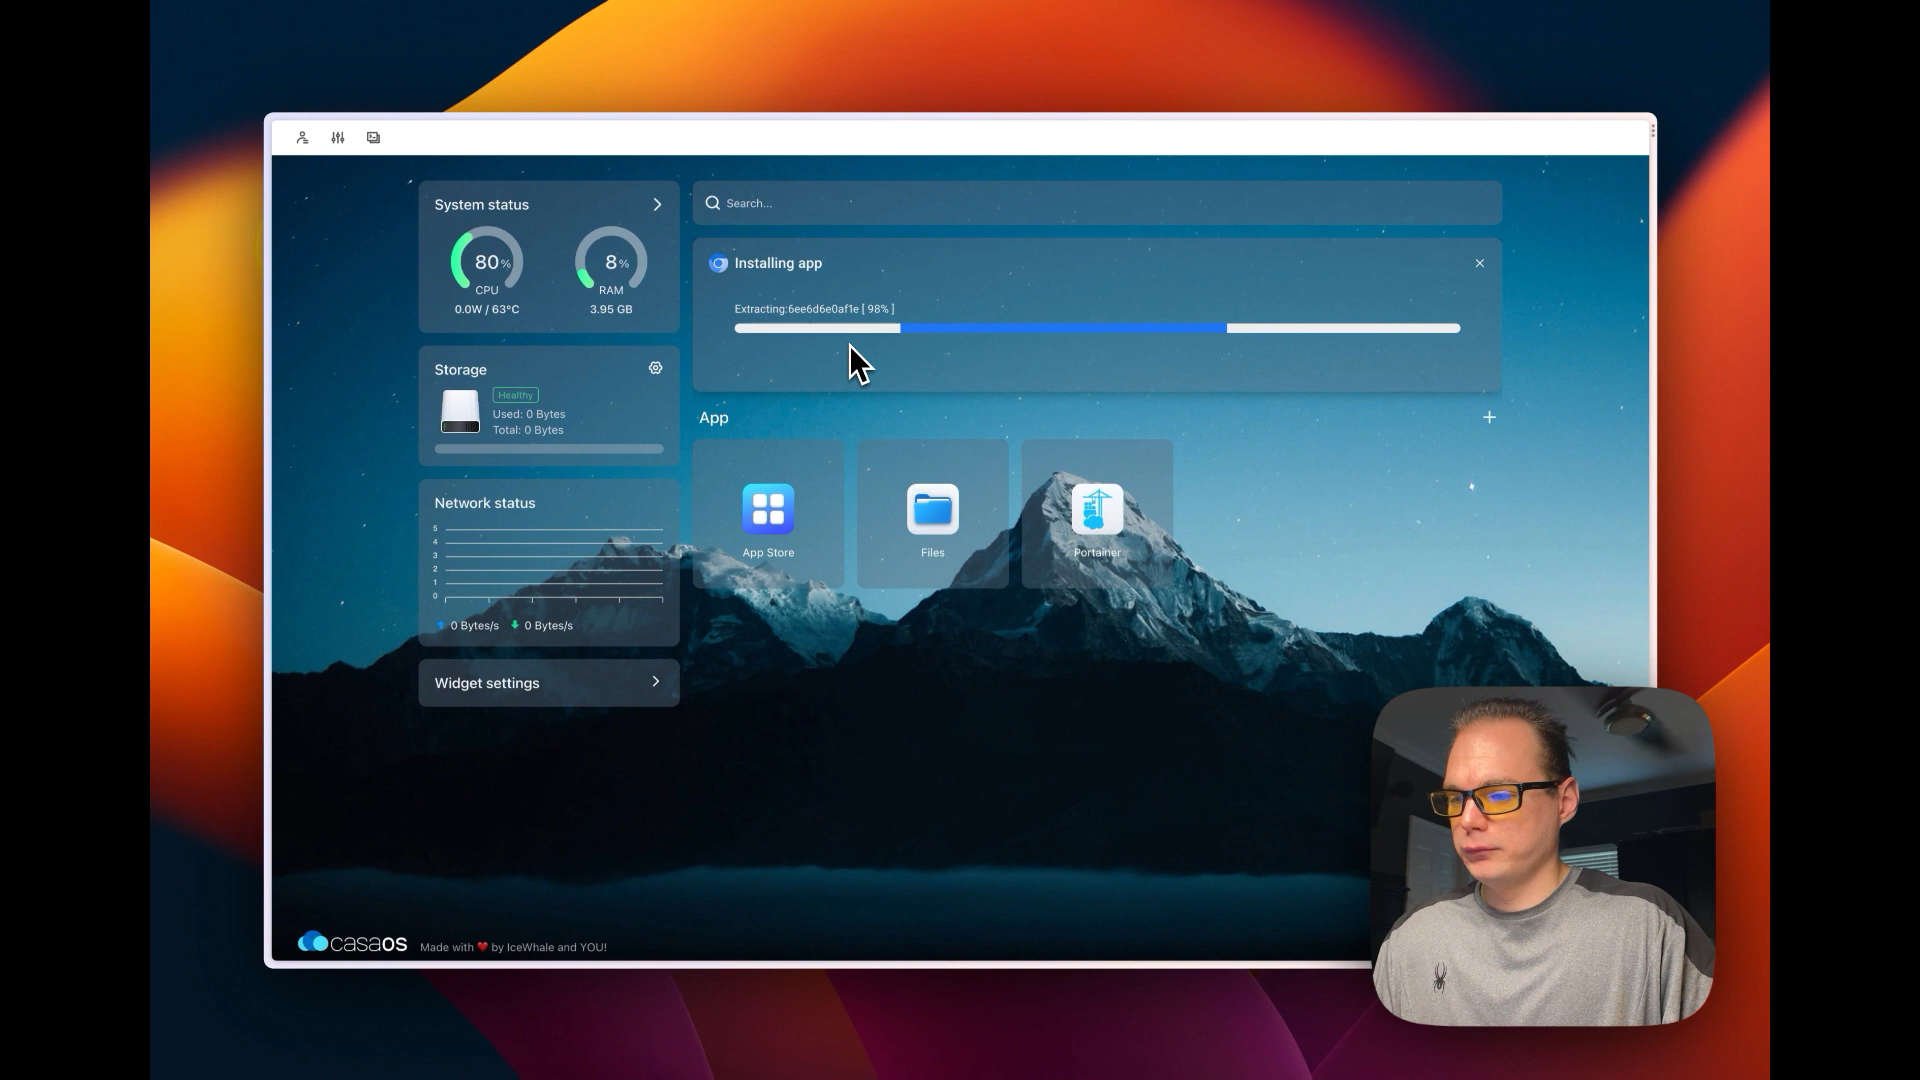 System status
80%
CPU
0.0W / 63°C
8%
RAM
3.95 GB
Storage
Healthy
Used: 0 Bytes
Total: 0 Bytes
Network status
5
4
3
2
1
0
0 Bytes/s
0 Bytes/s
Widget settings
Search...
Installing app
Extracting:6ee6d6e0af1e [ 98% ]
App
App Store
Files
Portainer
casaOS
Made with ❤️ by IceWhale and YOU!